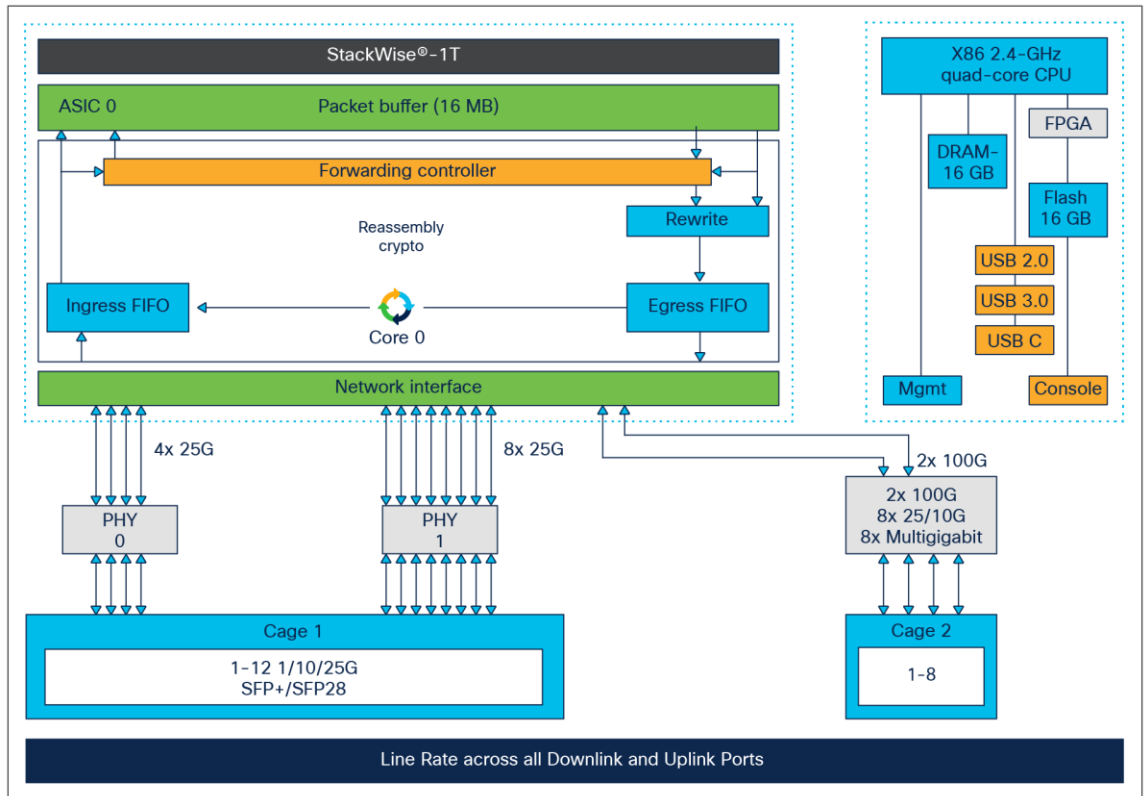 StackWise®-1T
ASIC 0
Packet buffer (16 MB)
Forwarding controller
Rewrite
Reassembly
crypto
Ingress FIFO
Core 0
Egress FIFO
Network interface
X86 2.4-GHz
quad-core CPU
FPGA
DRAM-
16 GB
Flash
16 GB
USB 2.0
USB 3.0
USB C
Mgmt
Console
4x 25G
8x 25G
2x 100G
PHY
0
PHY
1
2x 100G
8x 25/10G
8x Multigigabit
Cage 1
1-12 1/10/25G
SFP+/SFP28
Cage 2
1-8
Line Rate across all Downlink and Uplink Ports